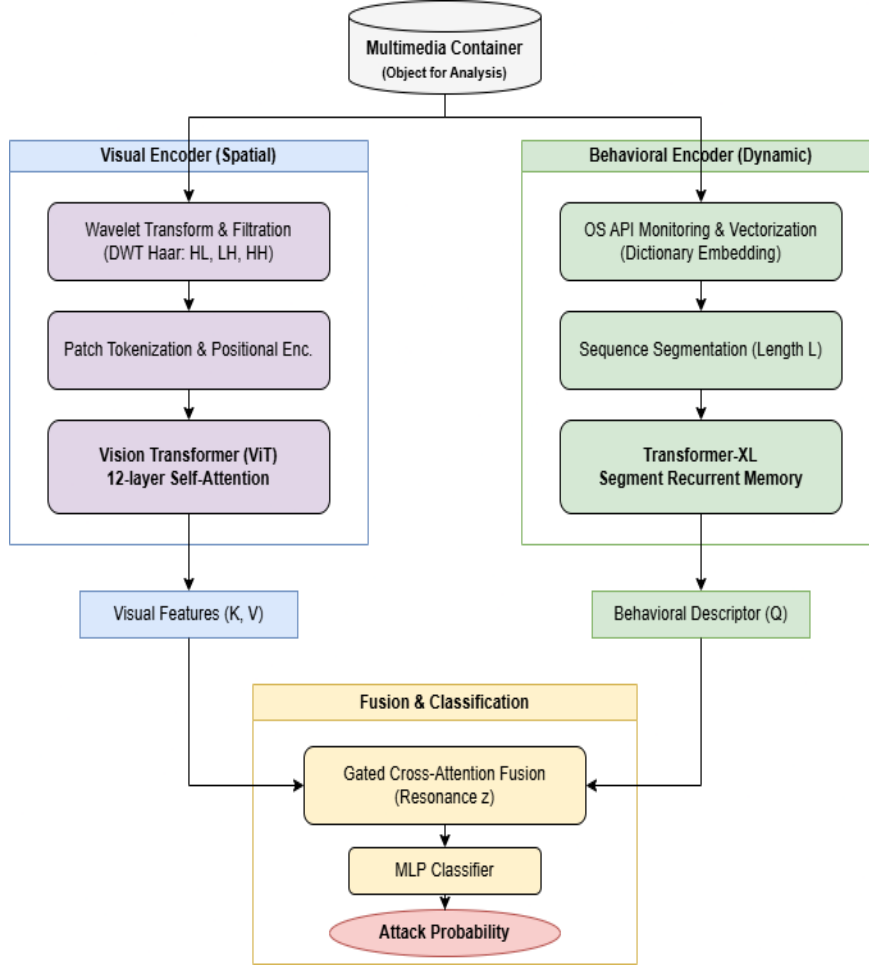 Multimedia Container
(Object for Analysis)
Visual Encoder (Spatial)
Wavelet Transform & Filtration
(DWT Haar: HL, LH, HH)
Patch Tokenization & Positional Enc.
Vision Transformer (ViT)
12-layer Self-Attention
Visual Features (K, V)
Behavioral Encoder (Dynamic)
OS API Monitoring & Vectorization
(Dictionary Embedding)
Sequence Segmentation (Length L)
Transformer-XL
Segment Recurrent Memory
Behavioral Descriptor (Q)
Fusion & Classification
Gated Cross-Attention Fusion
(Resonance z)
MLP Classifier
Attack Probability